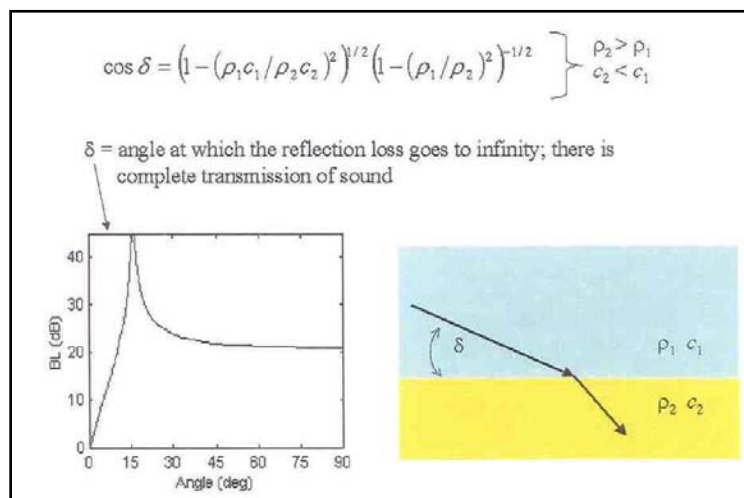 cos δ = (1−(ρ₁c₁/ρ₂c₂)²)^1/2 (1−(ρ₁/ρ₂)²)^−1/2
ρ₂ > ρ₁
c₂ < c₁
δ = angle at which the reflection loss goes to infinity; there is
complete transmission of sound
40
30
20
10
0
BL (dB)
0 15 30 45 60 75 90
Angle (deg)
δ
ρ₁ c₁
ρ₂ c₂